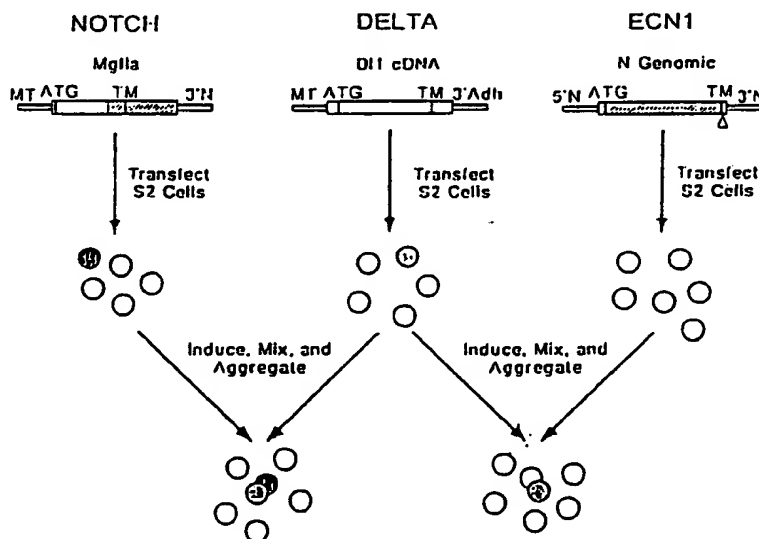 NOTCH DELTA ECN1
MgIIa Dl1 cDNA N Genomic
MT ATG TM 3'N MT ATG TM 3'Adh 5'N ATG TM 3'N
Transfect Transfect Transfect
S2 Cells S2 Cells S2 Cells
Induce, Mix, and Induce, Mix, and
Aggregate Aggregate